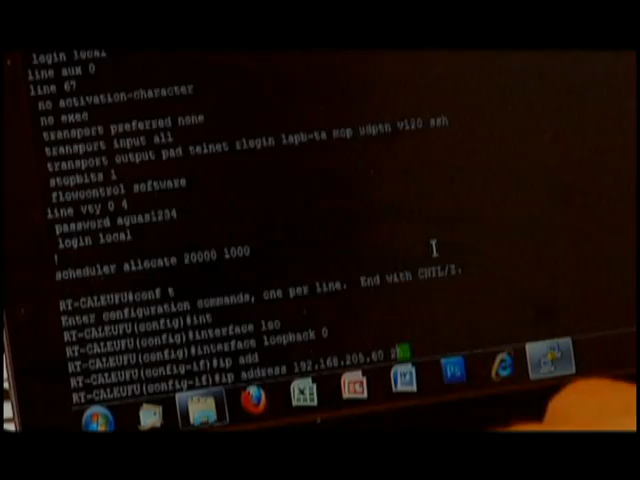 login local
line aux 0
line 67
no activation-character
no exec
transport preferred none
transport input all
transport output pad telnet rlogin lapb-ta mop udptn v120 ssh
stopbits 1
flowcontrol software
line vty 0 4
password aguasi234
login local
!
scheduler allocate 20000 1000
RT-CALEUFU#conf t
Enter configuration commands, one per line. End with CNTL/Z.
RT-CALEUFU(config)#int
RT-CALEUFU(config)#interface loo
RT-CALEUFU(config)#interface loopback 0
RT-CALEUFU(config-if)#ip add
RT-CALEUFU(config-if)#ip address 192.168.205.60